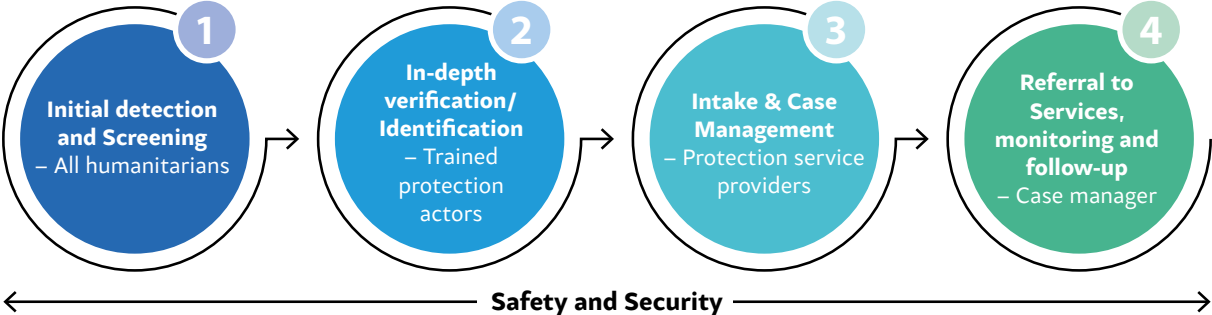 1
Initial detection
and Screening
– All humanitarians
2
In-depth
verification/
Identification
– Trained
protection
actors
3
Intake & Case
Management
– Protection service
providers
4
Referral to
Services,
monitoring and
follow-up
– Case manager
Safety and Security